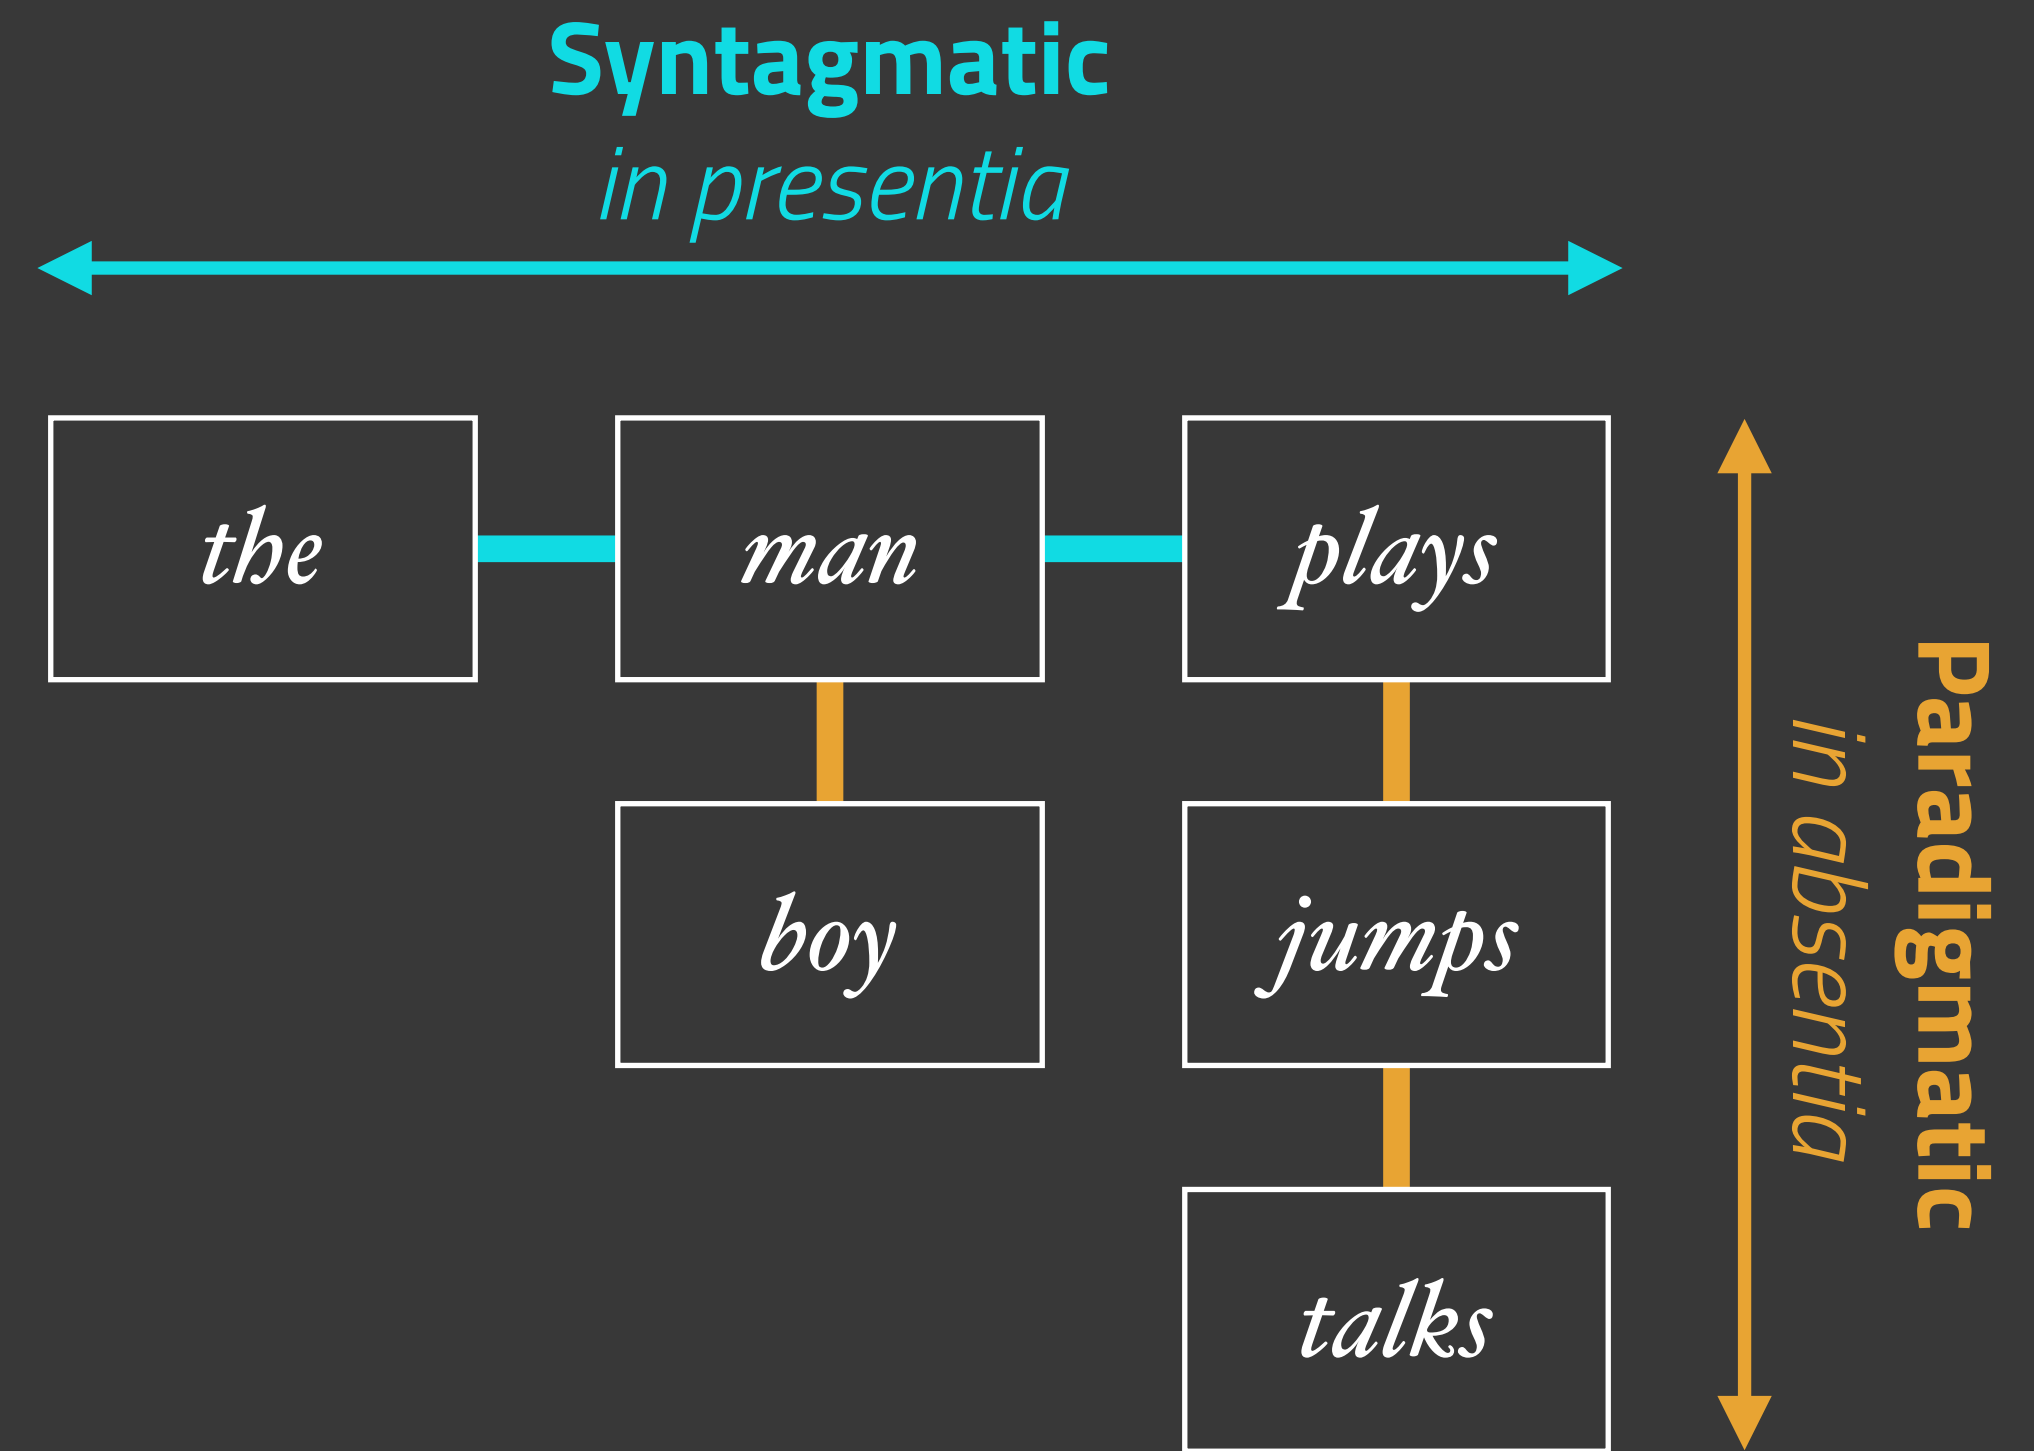 Syntagmatic
in presentia
the
man
plays
boy
jumps
talks
Paradigmatic
in absentia